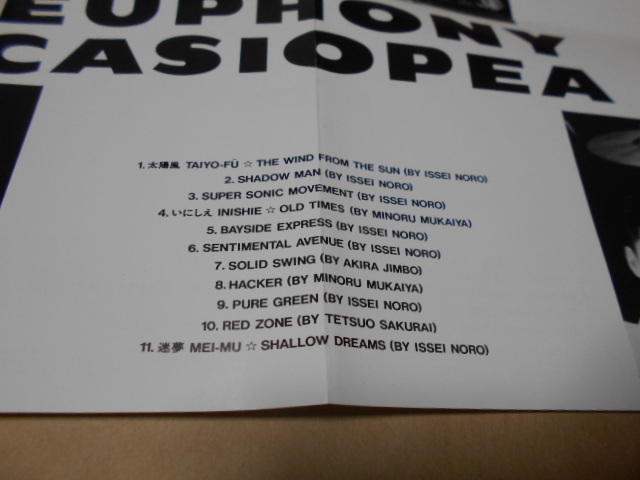 EUPHONY
CASIOPEA
1. 太陽風 TAIYO-FŪ ☆ THE WIND FROM THE SUN (BY ISSEI NORO)
2. SHADOW MAN (BY ISSEI NORO)
3. SUPER SONIC MOVEMENT (BY ISSEI NORO)
4. いにしえ INISHIE ☆ OLD TIMES (BY MINORU MUKAIYA)
5. BAYSIDE EXPRESS (BY ISSEI NORO)
6. SENTIMENTAL AVENUE (BY ISSEI NORO)
7. SOLID SWING (BY AKIRA JIMBO)
8. HACKER (BY MINORU MUKAIYA)
9. PURE GREEN (BY ISSEI NORO)
10. RED ZONE (BY TETSUO SAKURAI)
11. 迷夢 MEI-MU ☆ SHALLOW DREAMS (BY ISSEI NORO)